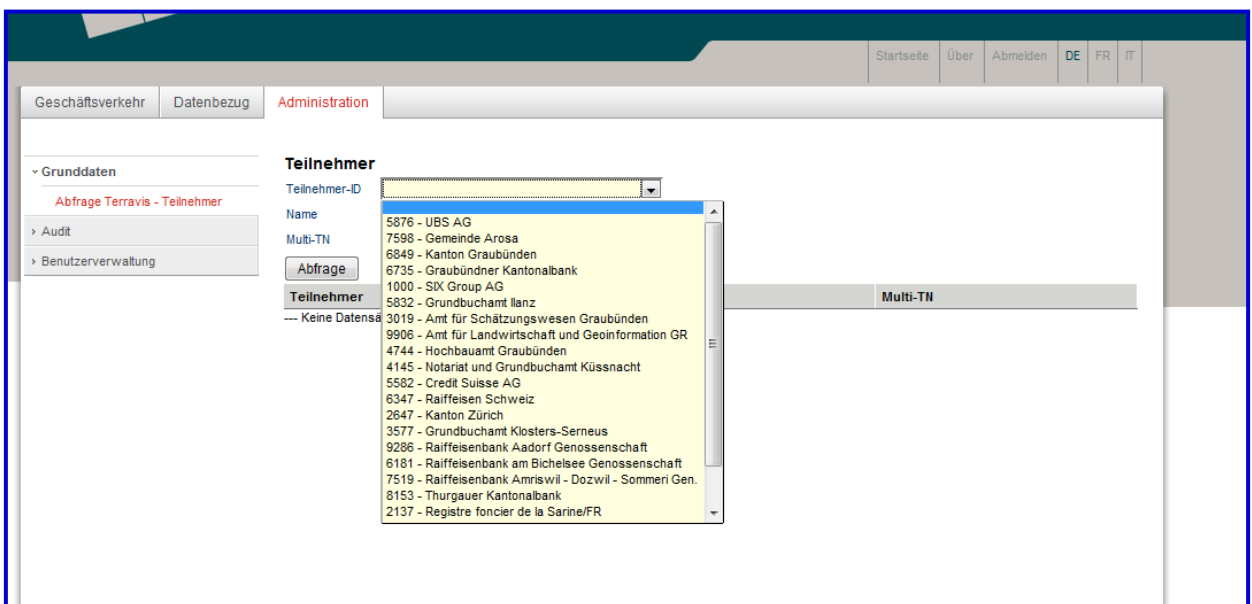 Startseite Über Abmelden DE FR IT
Geschäftsverkehr Datenbezug Administration
Grunddaten
Abfrage Terravis - Teilnehmer
Audit
Benutzerverwaltung
Teilnehmer
Teilnehmer-ID
Name
Multi-TN
Abfrage
Teilnehmer Multi-TN
--- Keine Datensä
5876 - UBS AG
7598 - Gemeinde Arosa
6849 - Kanton Graubünden
6735 - Graubündner Kantonalbank
1000 - SIX Group AG
5832 - Grundbuchamt Ilanz
3019 - Amt für Schätzungswesen Graubünden
9906 - Amt für Landwirtschaft und Geoinformation GR
4744 - Hochbauamt Graubünden
4145 - Notariat und Grundbuchamt Küssnacht
5582 - Credit Suisse AG
6347 - Raiffeisen Schweiz
2647 - Kanton Zürich
3577 - Grundbuchamt Klosters-Serneus
9286 - Raiffeisenbank Aadorf Genossenschaft
6181 - Raiffeisenbank am Bichelsee Genossenschaft
7519 - Raiffeisenbank Amriswil - Dozwil - Sommeri Gen.
8153 - Thurgauer Kantonalbank
2137 - Registre foncier de la Sarine/FR